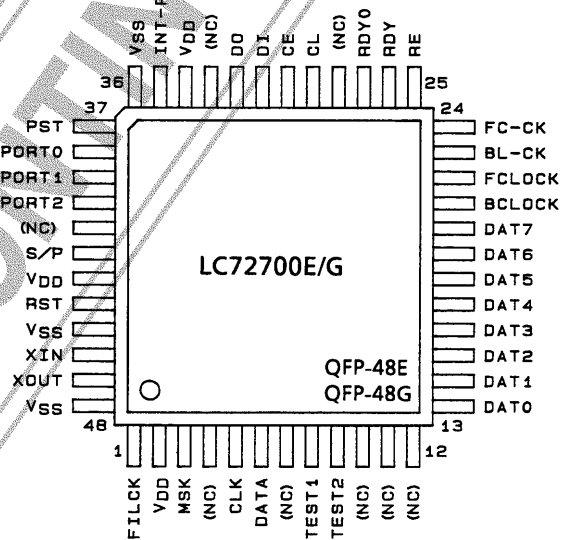 VSS
VDD
(NC)
DO
DI
CE
CL
(NC)
RDY0
RDY
RE
36
25
37
24
PST
PORT0
PORT1
PORT2
(NC)
S/P
VDD
RST
VSS
XIN
XOUT
VSS
FC-CK
BL-CK
FCLOCK
BCLOCK
DAT7
DAT6
DAT5
DAT4
DAT3
DAT2
DAT1
DAT0
LC72700E/G
QFP-48E
QFP-48G
48
13
1
12
FILCK
VDD
MSK
(NC)
CLK
DATA
(NC)
TEST1
TEST2
(NC)
(NC)
(NC)